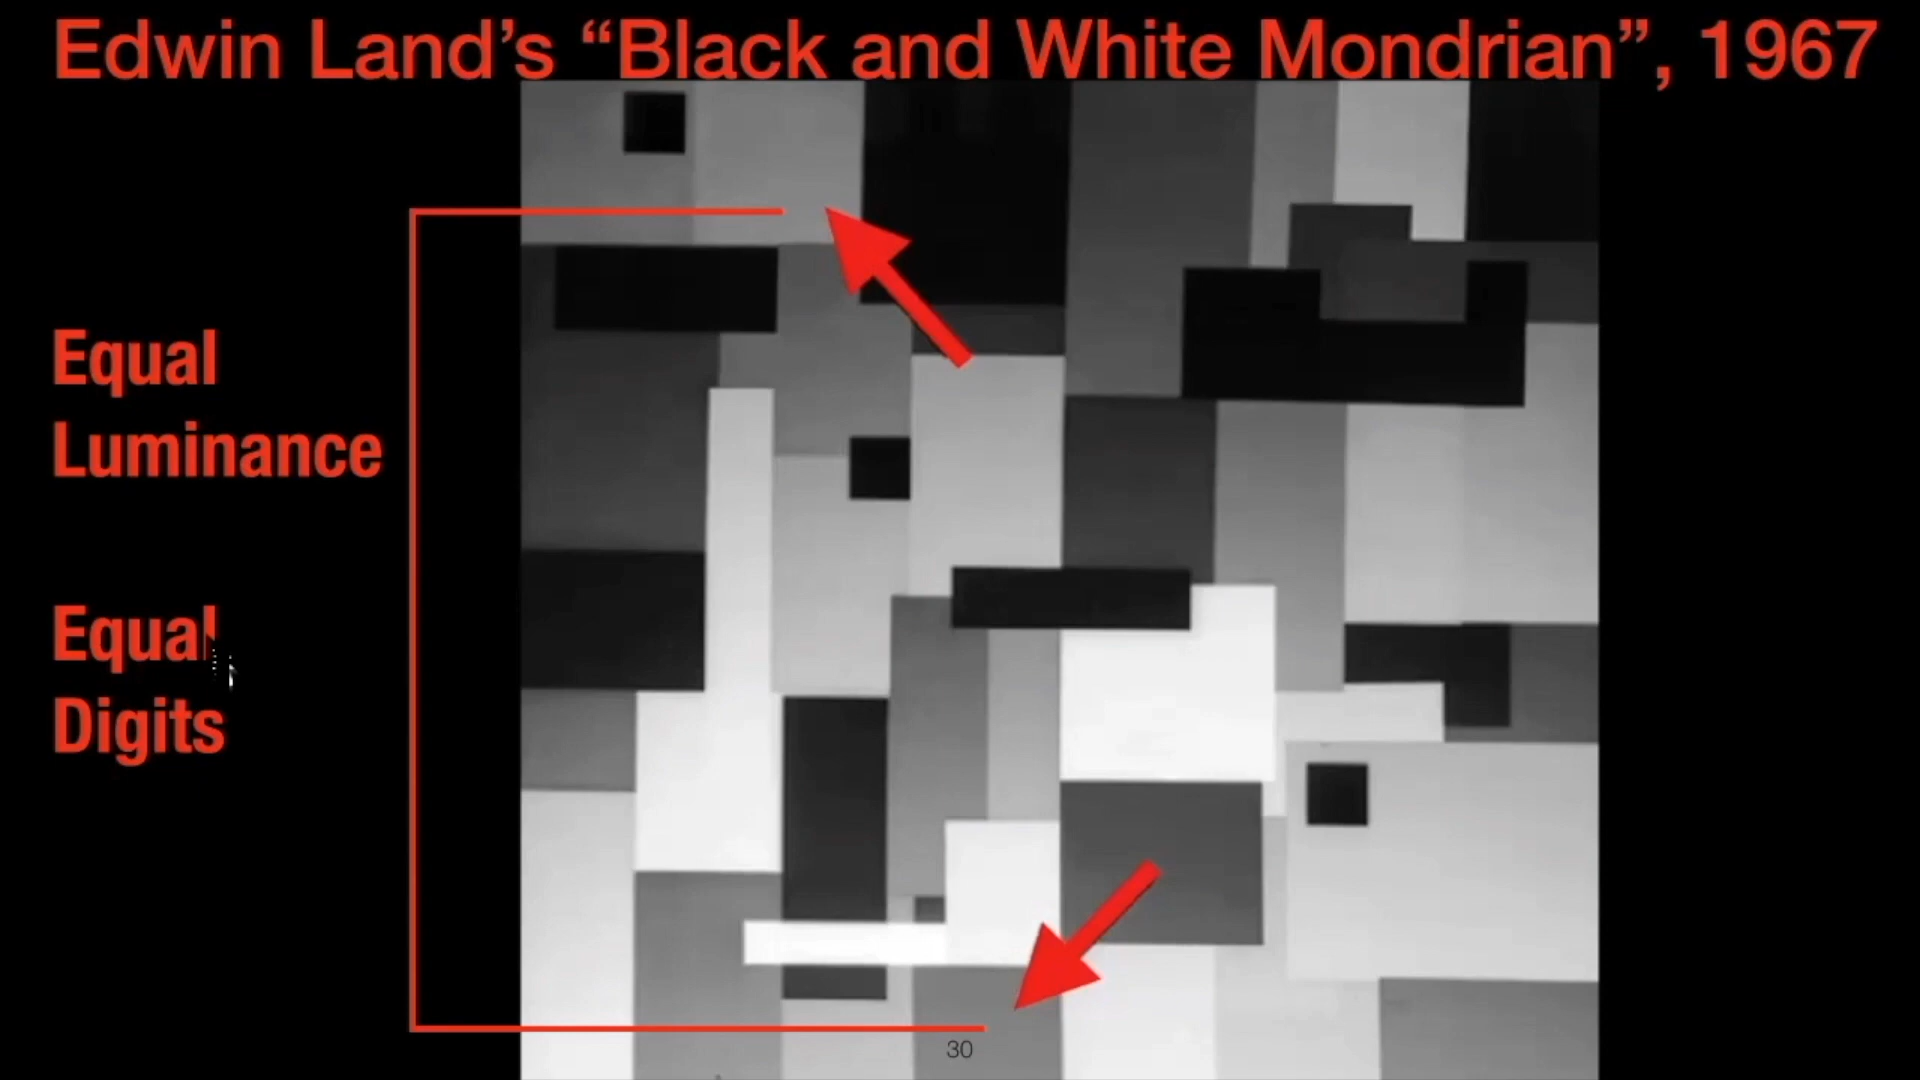 Edwin Land’s “Black and White Mondrian”, 1967
Equal
Luminance
Equal
Digits
30